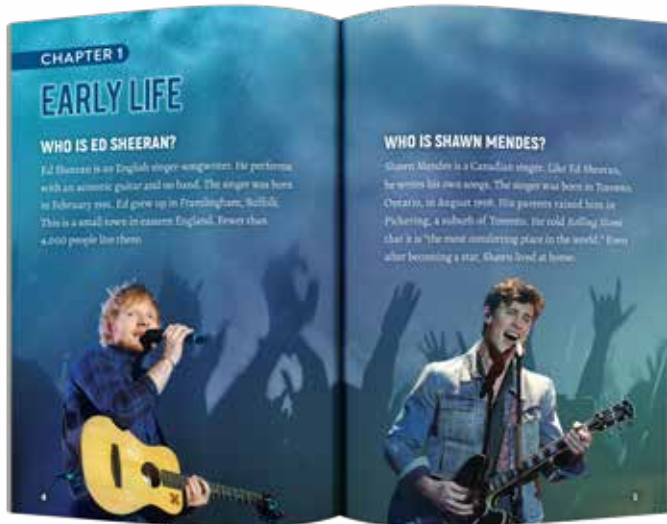 CHAPTER 1
EARLY LIFE
WHO IS ED SHEERAN?
Ed Sheeran is an English singer-songwriter. He performs
with an acoustic guitar and no band. The singer was born
in February 1991. Ed grew up in Framlingham, Suffolk.
This is a small town in eastern England. Fewer than
4,000 people live there.
4
WHO IS SHAWN MENDES?
Shawn Mendes is a Canadian singer. Like Ed Sheeran,
he writes his own songs. The singer was born in Toronto,
Ontario, in August 1998. His parents raised him in
Pickering, a suburb of Toronto. He told Rolling Stone
that it is "the most comforting place in the world." Even
after becoming a star, Shawn lived at home.
5